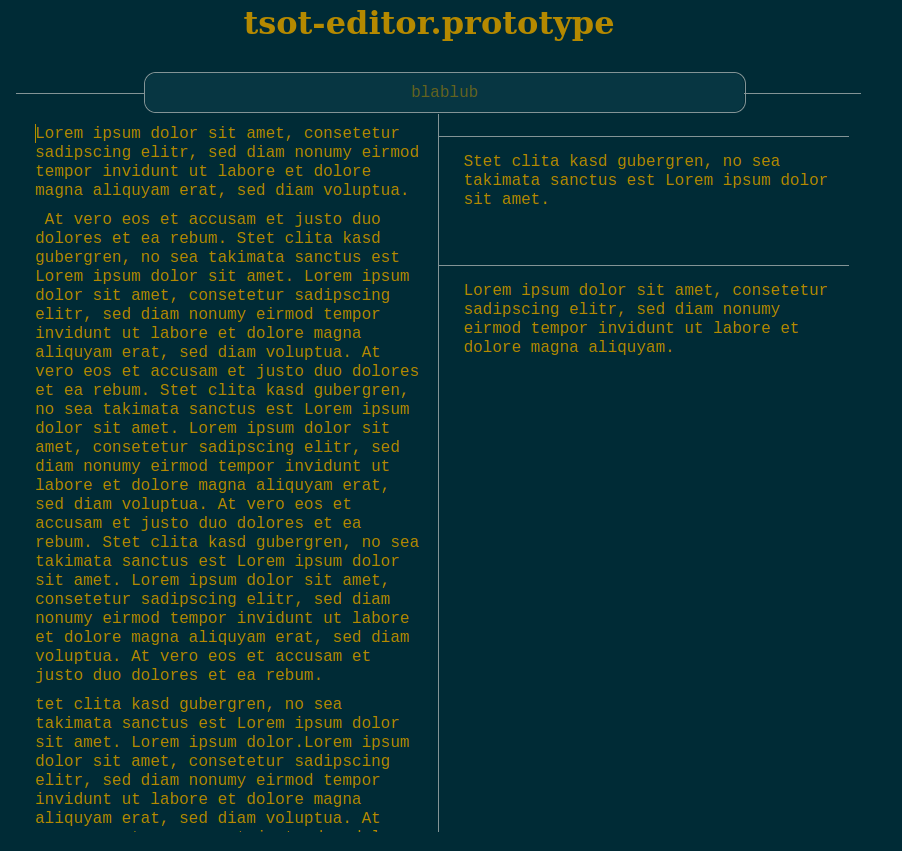 tsot-editor.prototype
blablub
Lorem ipsum dolor sit amet, consetetur
sadipscing elitr, sed diam nonumy eirmod
tempor invidunt ut labore et dolore
magna aliquyam erat, sed diam voluptua.
At vero eos et accusam et justo duo
dolores et ea rebum. Stet clita kasd
gubergren, no sea takimata sanctus est
Lorem ipsum dolor sit amet. Lorem ipsum
dolor sit amet, consetetur sadipscing
elitr, sed diam nonumy eirmod tempor
invidunt ut labore et dolore magna
aliquyam erat, sed diam voluptua. At
vero eos et accusam et justo duo dolores
et ea rebum. Stet clita kasd gubergren,
no sea takimata sanctus est Lorem ipsum
dolor sit amet. Lorem ipsum dolor sit
amet, consetetur sadipscing elitr, sed
diam nonumy eirmod tempor invidunt ut
labore et dolore magna aliquyam erat,
sed diam voluptua. At vero eos et
accusam et justo duo dolores et ea
rebum. Stet clita kasd gubergren, no sea
takimata sanctus est Lorem ipsum dolor
sit amet. Lorem ipsum dolor sit amet,
consetetur sadipscing elitr, sed diam
nonumy eirmod tempor invidunt ut labore
et dolore magna aliquyam erat, sed diam
voluptua. At vero eos et accusam et
justo duo dolores et ea rebum.
tet clita kasd gubergren, no sea
takimata sanctus est Lorem ipsum dolor
sit amet. Lorem ipsum dolor.Lorem ipsum
dolor sit amet, consetetur sadipscing
elitr, sed diam nonumy eirmod tempor
invidunt ut labore et dolore magna
aliquyam erat, sed diam voluptua. At
Stet clita kasd gubergren, no sea
takimata sanctus est Lorem ipsum dolor
sit amet.
Lorem ipsum dolor sit amet, consetetur
sadipscing elitr, sed diam nonumy
eirmod tempor invidunt ut labore et
dolore magna aliquyam.